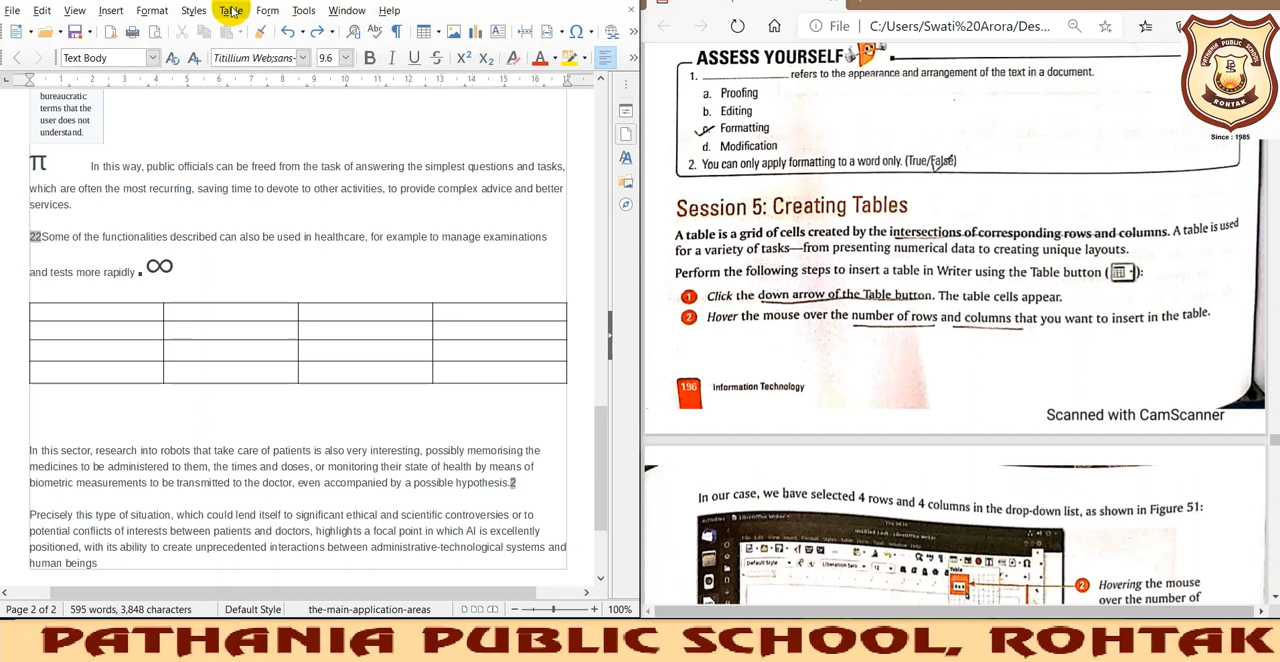 File Edit View Insert Format Styles Table Form Tools Window Help
Text Body
Titillium Web;sans-
9.6
bureaucratic
terms that the
user does not
understand.
π In this way, public officials can be freed from the task of answering the simplest questions and tasks,
which are often the most recurring, saving time to devote to other activities, to provide complex advice and better
services.
22Some of the functionalities described can also be used in healthcare, for example to manage examinations
and tests more rapidly . ∞
In this sector, research into robots that take care of patients is also very interesting, possibly memorising the
medicines to be administered to them, the times and doses, or monitoring their state of health by means of
biometric measurements to be transmitted to the doctor, even accompanied by a possible hypothesis.2
Precisely this type of situation, which could lend itself to significant ethical and scientific controversies or to
potential conflicts of interests between patients and doctors, highlights a focal point in which AI is excellently
positioned, with its ability to create unprecedented interactions between administrative-technological systems and
human beings
Page 2 of 2 595 words, 3,848 characters Default Style the-main-application-areas 100%
File C:/Users/Swati%20Arora/Des...
ASSESS YOURSELF
1. ____________ refers to the appearance and arrangement of the text in a document.
a. Proofing
b. Editing
c. Formatting
d. Modification
2. You can only apply formatting to a word only. (True/False)
Session 5: Creating Tables
A table is a grid of cells created by the intersections of corresponding rows and columns. A table is used
for a variety of tasks—from presenting numerical data to creating unique layouts.
Perform the following steps to insert a table in Writer using the Table button ( ):
1 Click the down arrow of the Table button. The table cells appear.
2 Hover the mouse over the number of rows and columns that you want to insert in the table.
196 Information Technology
Scanned with CamScanner
In our case, we have selected 4 rows and 4 columns in the drop-down list, as shown in Figure 51:
2 Hovering the mouse
over the number of
PATHANIA PUBLIC SCHOOL
ROHTAK
Since : 1985
PATHANIA PUBLIC SCHOOL, ROHTAK